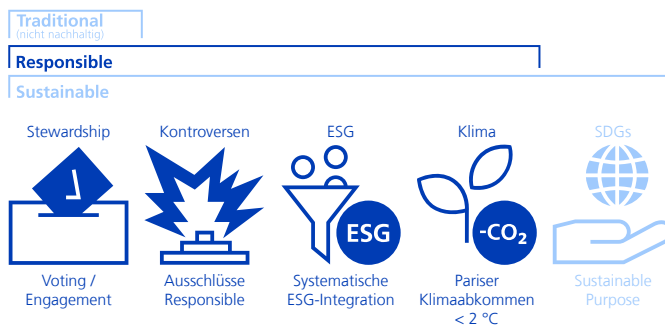 Traditional
(nicht nachhaltig)
Responsible
Sustainable
Stewardship
Kontroversen
ESG
Klima
SDGs
ESG
-CO₂
Voting /
Engagement
Ausschlüsse
Responsible
Systematische
ESG-Integration
Pariser
Klimaabkommen
< 2 °C
Sustainable
Purpose